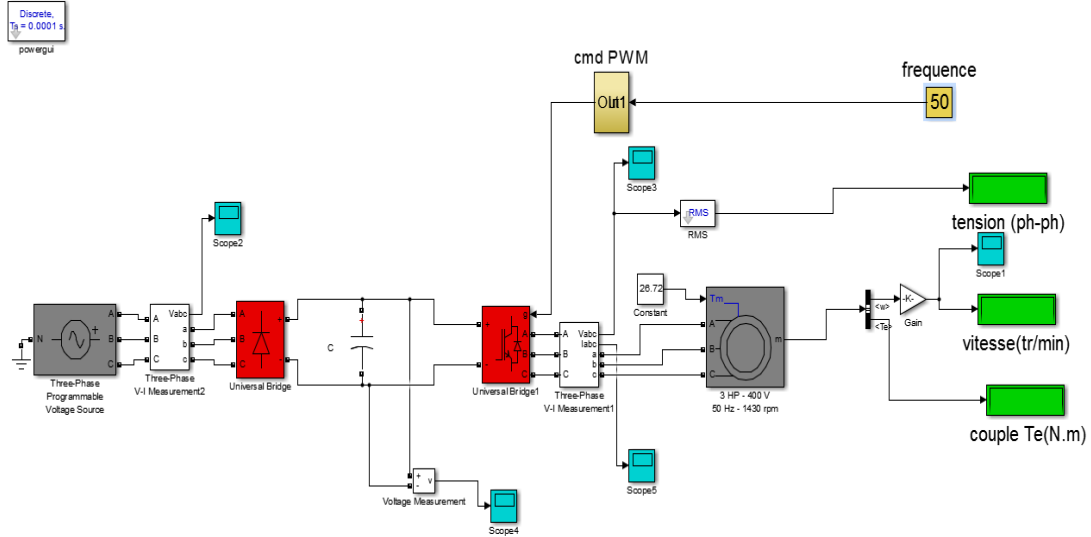 Discrete,
Ts = 0.0001 s.
powergui
cmd PWM
frequence
50
Scope3
RMS
RMS
tension (ph-ph)
Scope2
Scope1
26.72
Constant
Tm
-K-
<w>
<Te>
Gain
vitesse(tr/min)
N
+
A
B
C
A
B
C
Vabc
a
b
c
A
B
C
+
-
C
+
+
-
g
A
B
C
A
B
C
Vabc
Iabc
a
b
c
A
B
C
m
Three-Phase
Programmable
Voltage Source
Three-Phase
V-I Measurement2
Universal Bridge
Universal Bridge1
Three-Phase
V-I Measurement1
3 HP - 400 V
50 Hz - 1430 rpm
couple Te(N.m)
+
-
v
Voltage Measurement
Scope4
Scope5